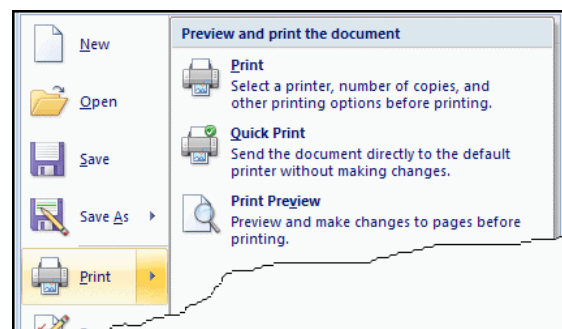 New
Open
Save
Save As
Print
Preview and print the document
Print
Select a printer, number of copies, and
other printing options before printing.
Quick Print
Send the document directly to the default
printer without making changes.
Print Preview
Preview and make changes to pages before
printing.